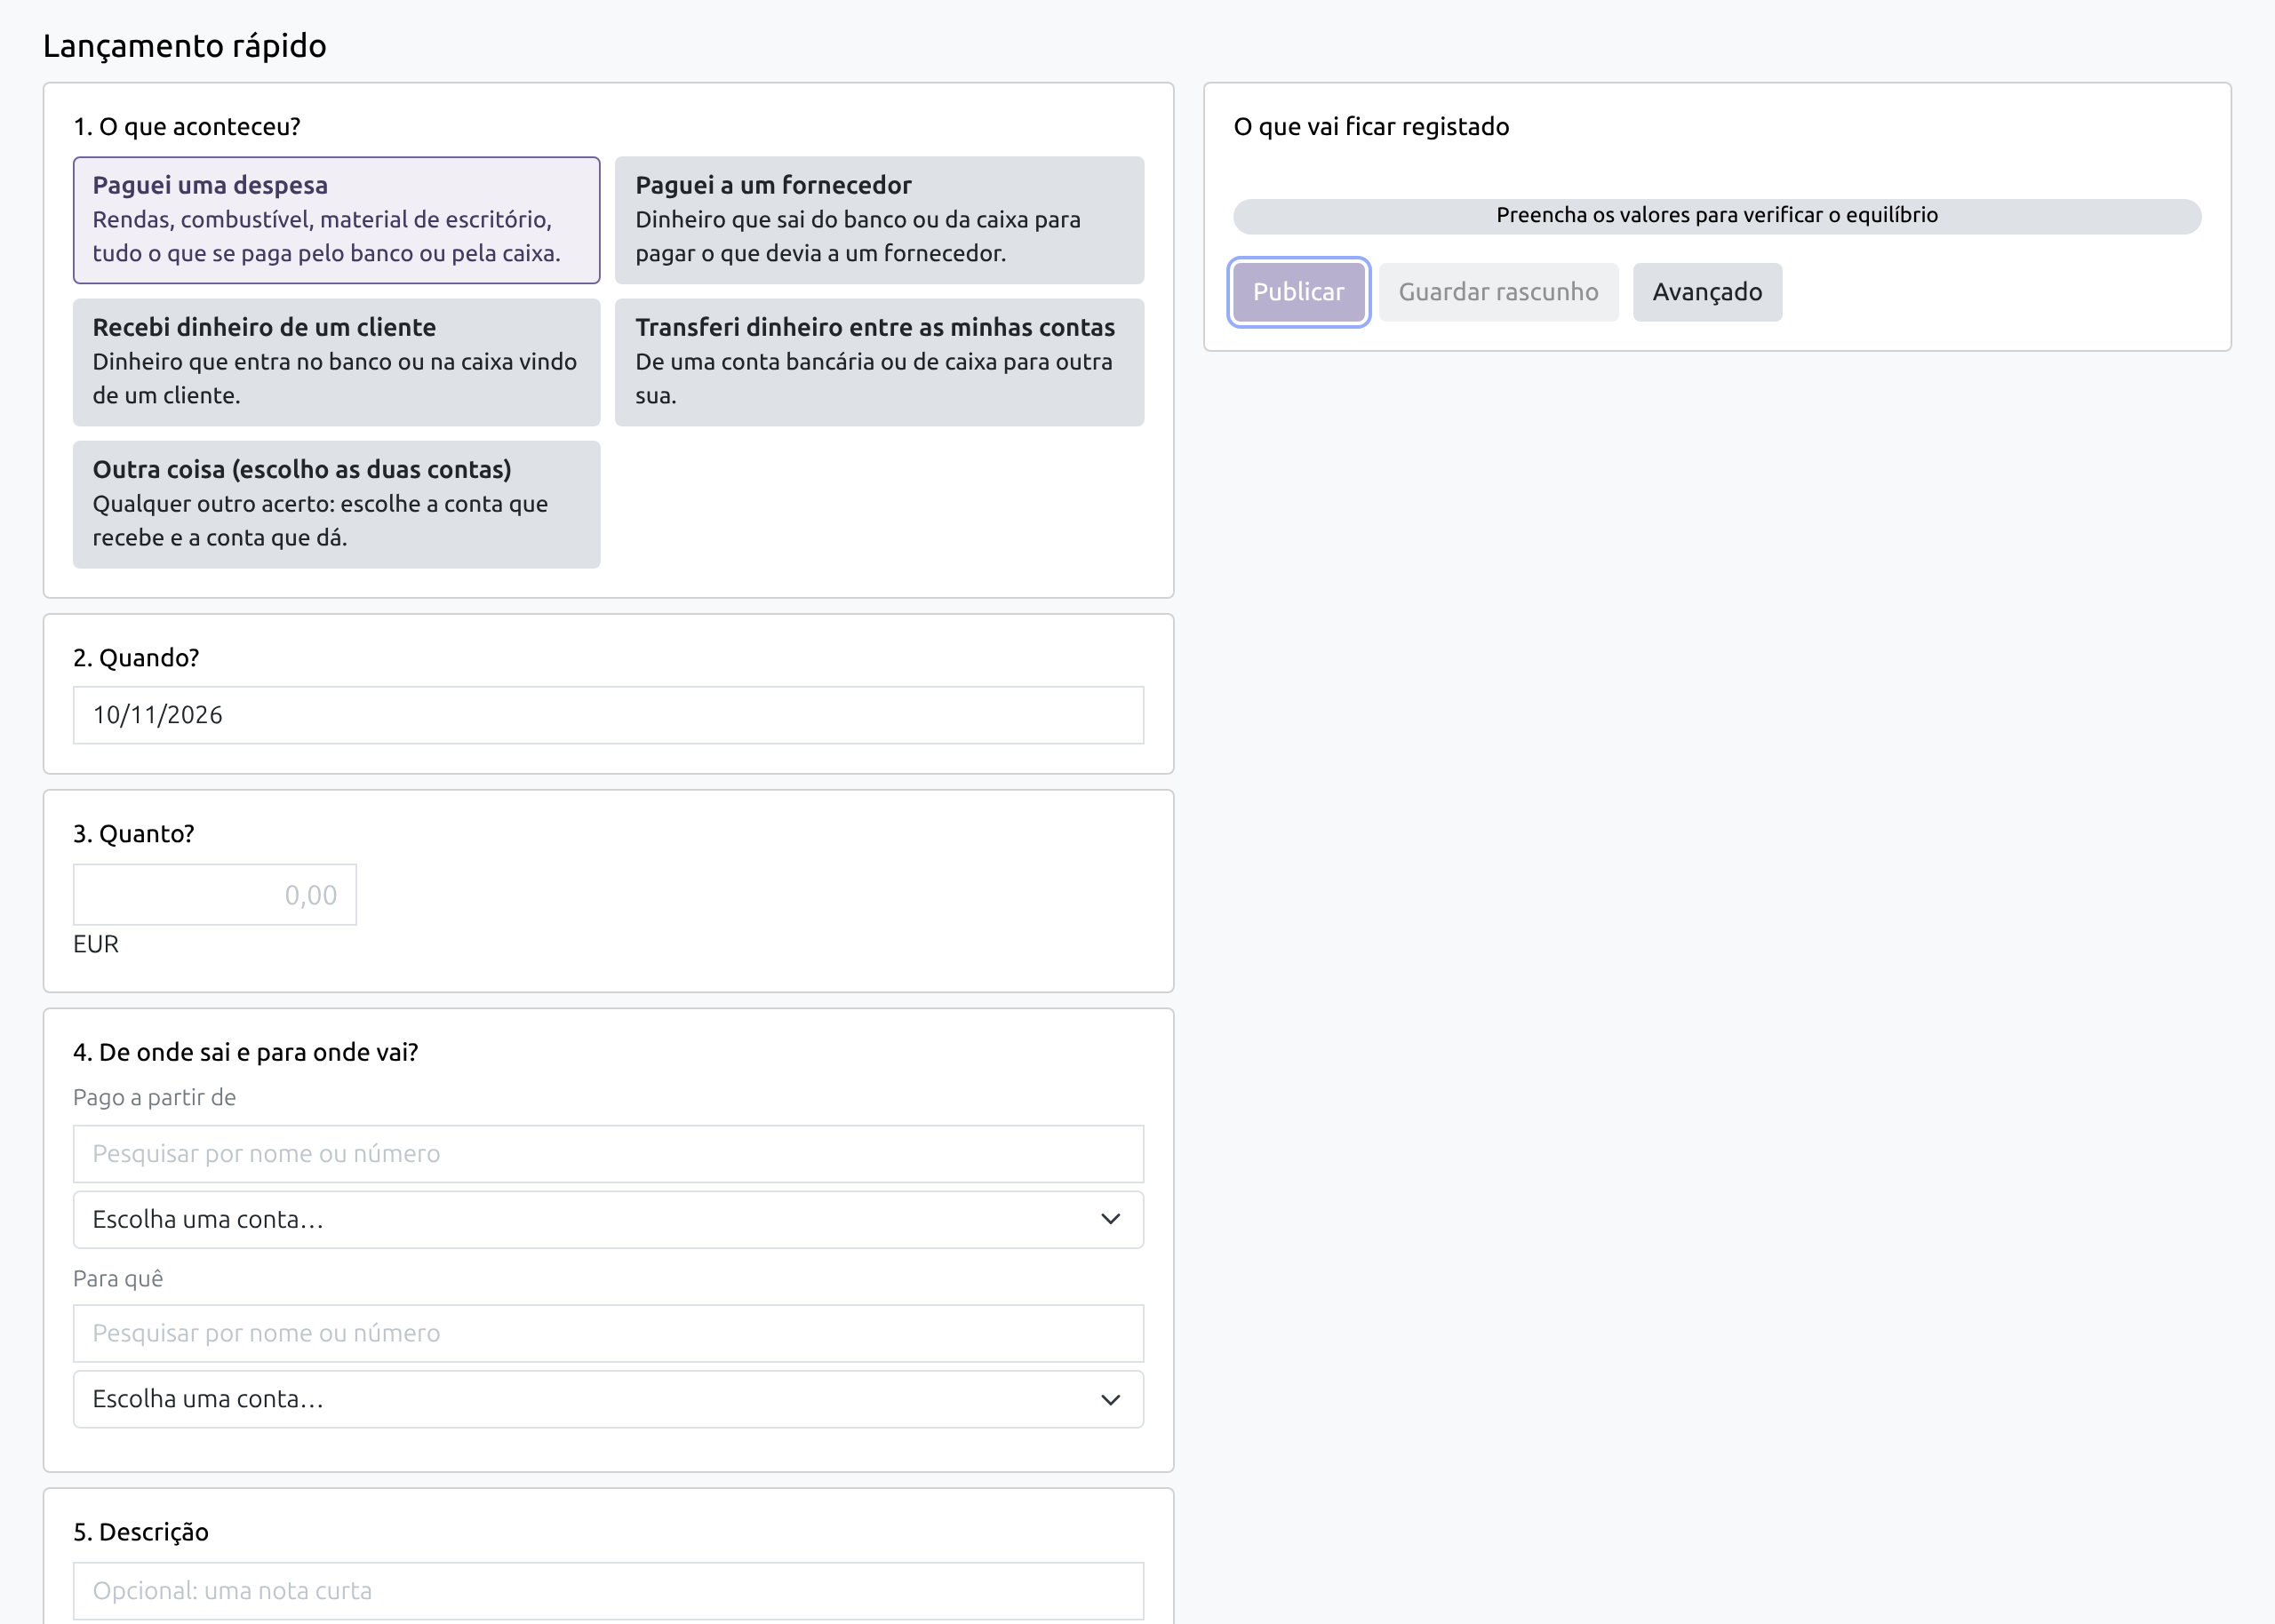 Lançamento rápido
1. O que aconteceu?
Paguei uma despesa
Rendas, combustível, material de escritório,
tudo o que se paga pelo banco ou pela caixa.
Paguei a um fornecedor
Dinheiro que sai do banco ou da caixa para
pagar o que devia a um fornecedor.
Recebi dinheiro de um cliente
Dinheiro que entra no banco ou na caixa vindo
de um cliente.
Transferi dinheiro entre as minhas contas
De uma conta bancária ou de caixa para outra
sua.
Outra coisa (escolho as duas contas)
Qualquer outro acerto: escolhe a conta que
recebe e a conta que dá.
2. Quando?
10/11/2026
3. Quanto?
0,00
EUR
4. De onde sai e para onde vai?
Pago a partir de
Pesquisar por nome ou número
Escolha uma conta…
Para quê
Pesquisar por nome ou número
Escolha uma conta…
5. Descrição
Opcional: uma nota curta
O que vai ficar registado
Preencha os valores para verificar o equilíbrio
Publicar
Guardar rascunho
Avançado